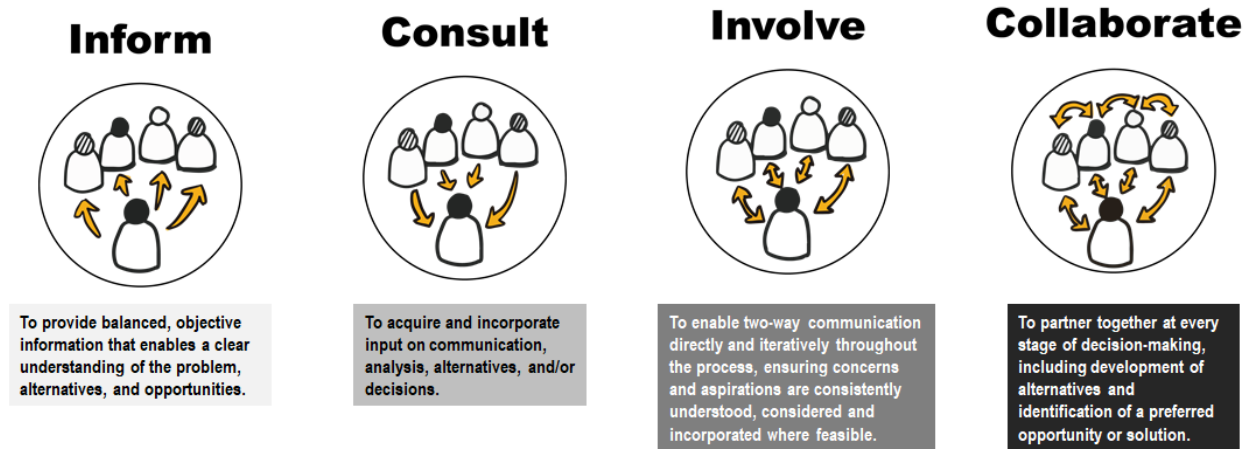 Inform
Consult
Involve
Collaborate
To provide balanced, objective
information that enables a clear
understanding of the problem,
alternatives, and opportunities.
To acquire and incorporate
input on communication,
analysis, alternatives, and/or
decisions.
To enable two-way communication
directly and iteratively throughout
the process, ensuring concerns
and aspirations are consistently
understood, considered and
incorporated where feasible.
To partner together at every
stage of decision-making,
including development of
alternatives and
identification of a preferred
opportunity or solution.